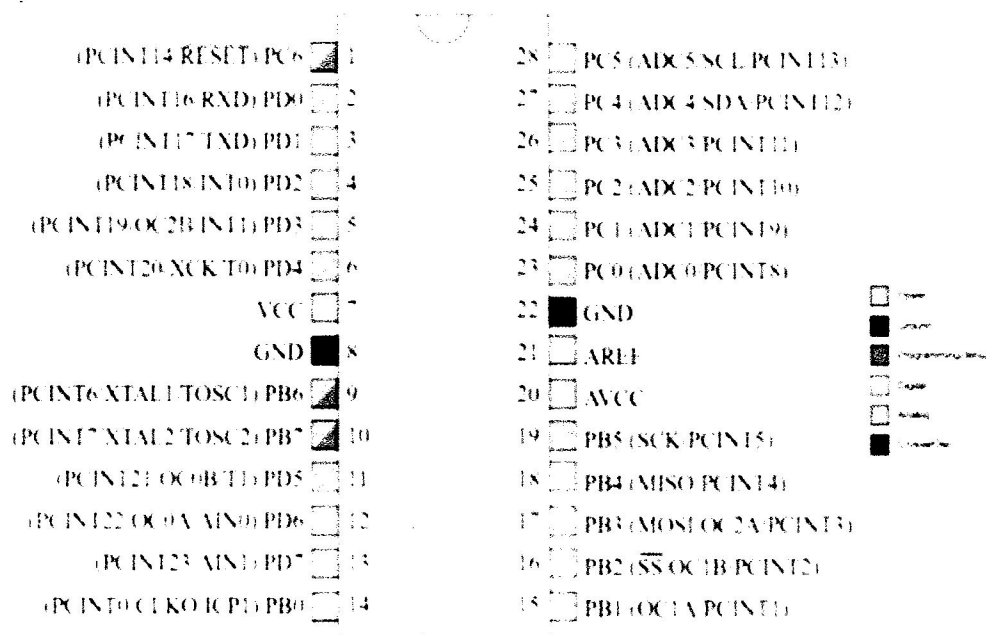 (PCINT14/RESET) PC6 1
(PCINT16/RXD) PD0 2
(PCINT17/TXD) PD1 3
(PCINT18/INT0) PD2 4
(PCINT19/OC2B/INT1) PD3 5
(PCINT20/XCK/T0) PD4 6
VCC 7
GND 8
(PCINT6/XTAL1/TOSC1) PB6 9
(PCINT7/XTAL2/TOSC2) PB7 10
(PCINT21/OC0B/T1) PD5 11
(PCINT22/OC0A/AIN0) PD6 12
(PCINT23/AIN1) PD7 13
(PCINT0/CLKO/ICP1) PB0 14
28 PC5 (ADC5/SCL/PCINT13)
27 PC4 (ADC4/SDA/PCINT12)
26 PC3 (ADC3/PCINT11)
25 PC2 (ADC2/PCINT10)
24 PC1 (ADC1/PCINT9)
23 PC0 (ADC0/PCINT8)
22 GND
21 AREF
20 AVCC
19 PB5 (SCK/PCINT5)
18 PB4 (MISO/PCINT4)
17 PB3 (MOSI/OC2A/PCINT3)
16 PB2 (SS/OC1B/PCINT2)
15 PB1 (OC1A/PCINT1)